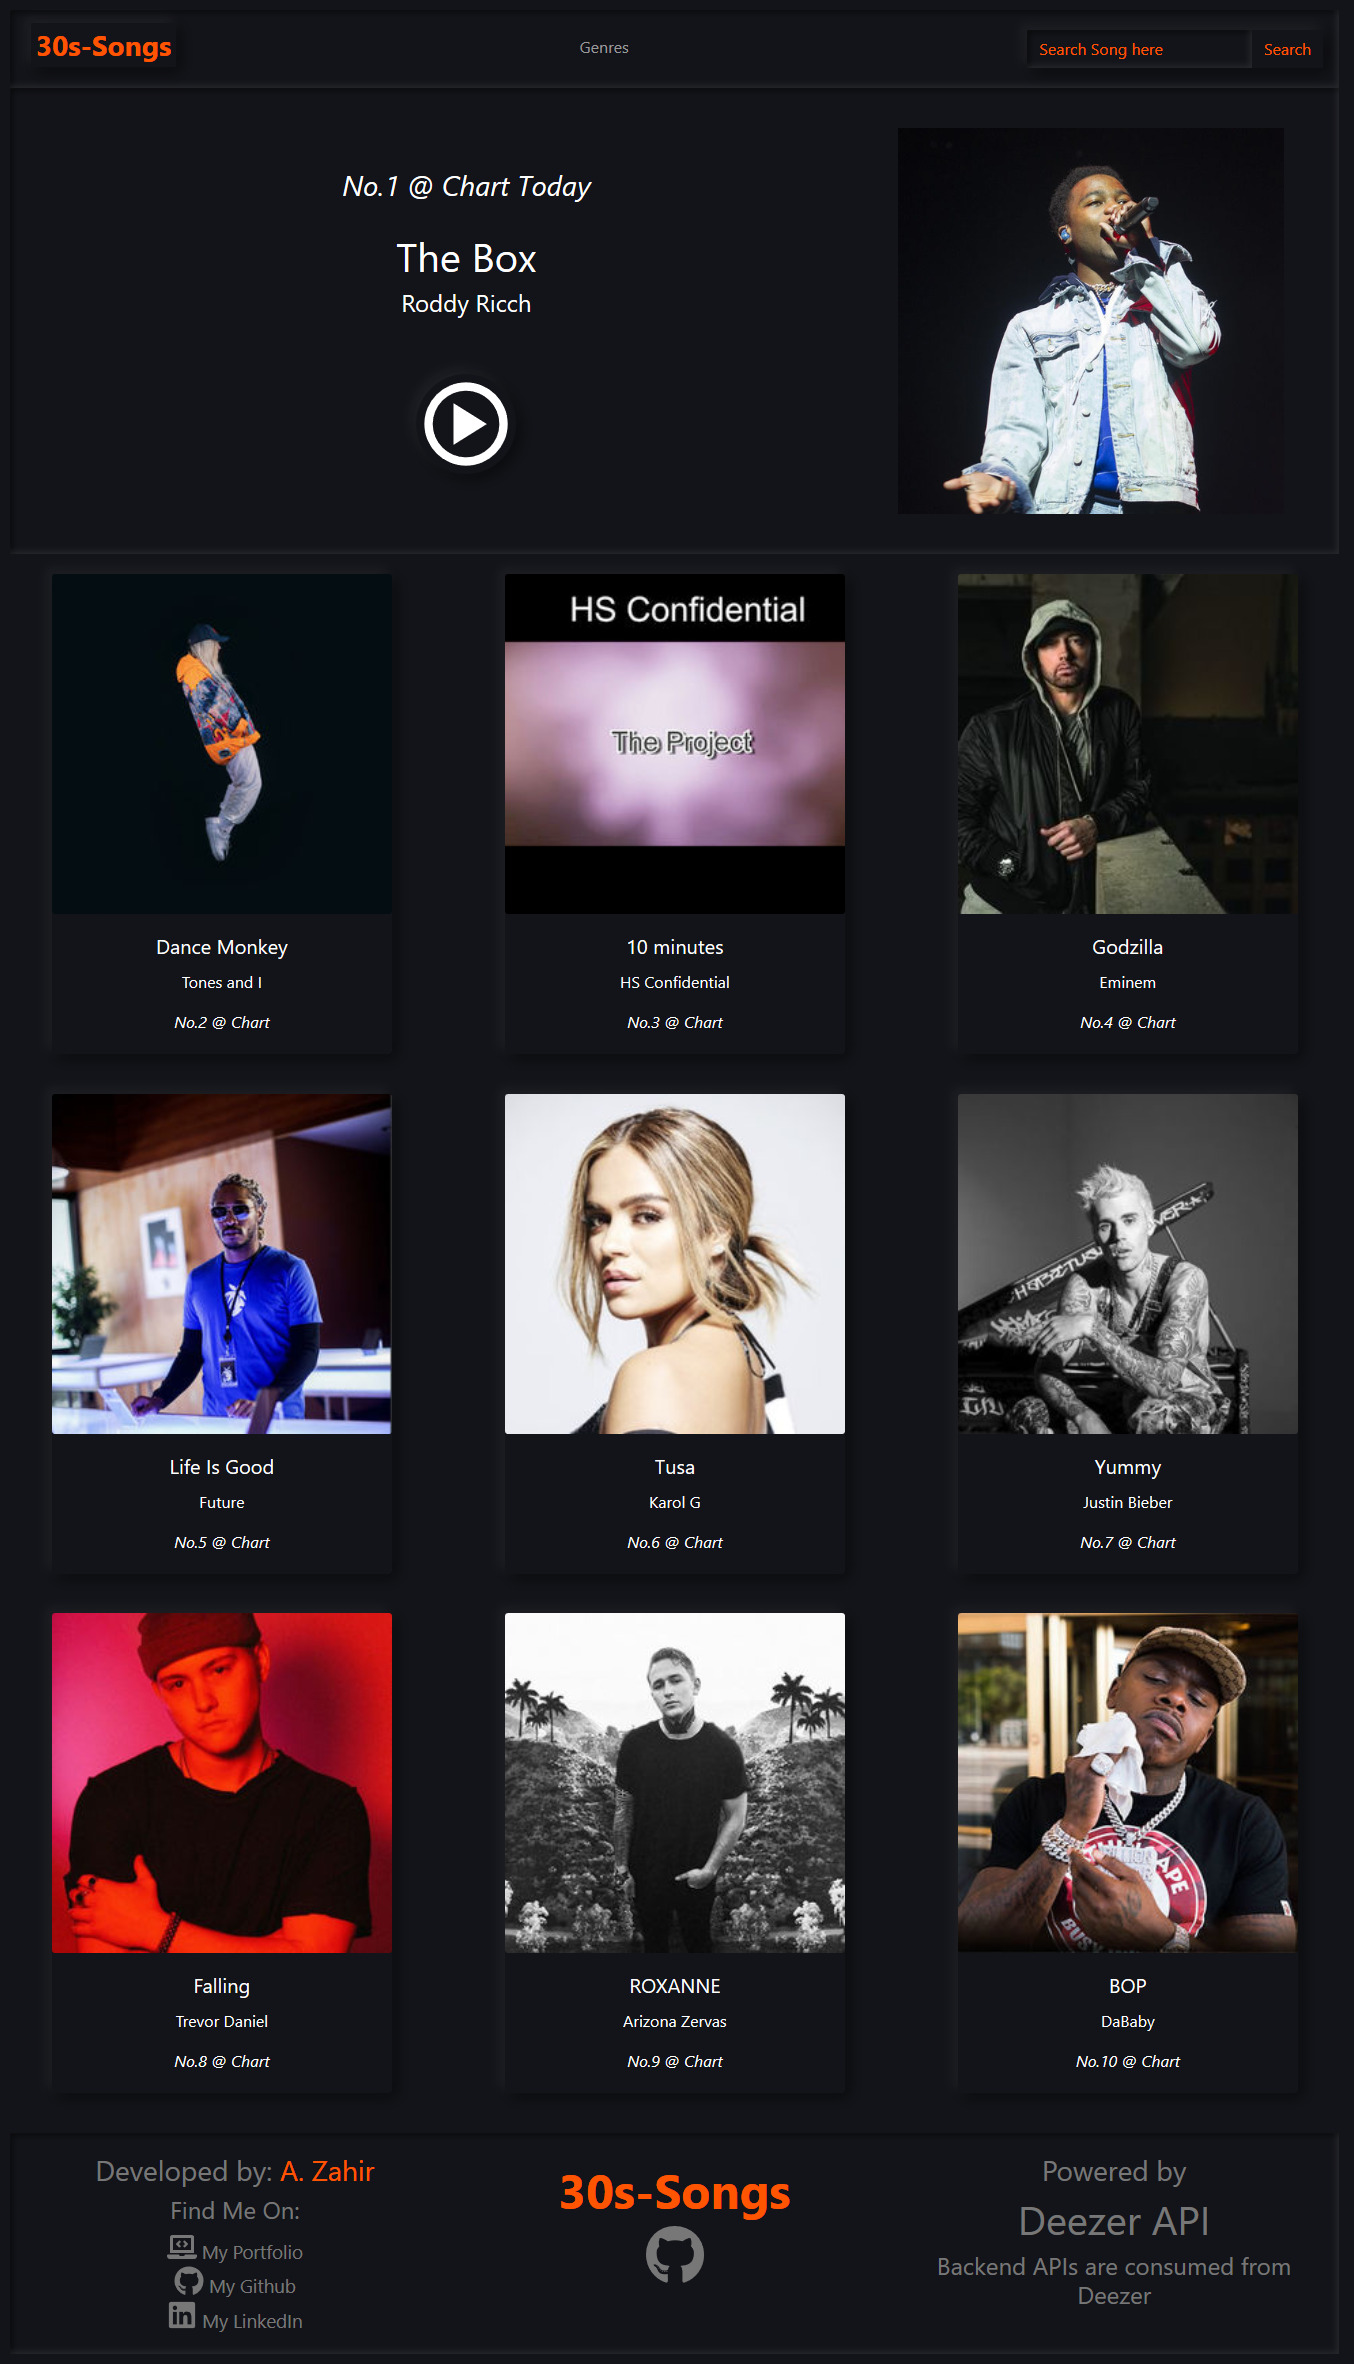 30s-Songs
Genres
Search Song here
Search
No.1 @ Chart Today
The Box
Roddy Ricch
HS Confidential
The Project
Dance Monkey
Tones and I
No.2 @ Chart
10 minutes
HS Confidential
No.3 @ Chart
Godzilla
Eminem
No.4 @ Chart
Life Is Good
Future
No.5 @ Chart
Tusa
Karol G
No.6 @ Chart
Yummy
Justin Bieber
No.7 @ Chart
Falling
Trevor Daniel
No.8 @ Chart
ROXANNE
Arizona Zervas
No.9 @ Chart
BOP
DaBaby
No.10 @ Chart
Developed by: A. Zahir
Find Me On:
My Portfolio
My Github
My LinkedIn
30s-Songs
Powered by
Deezer API
Backend APIs are consumed from
Deezer